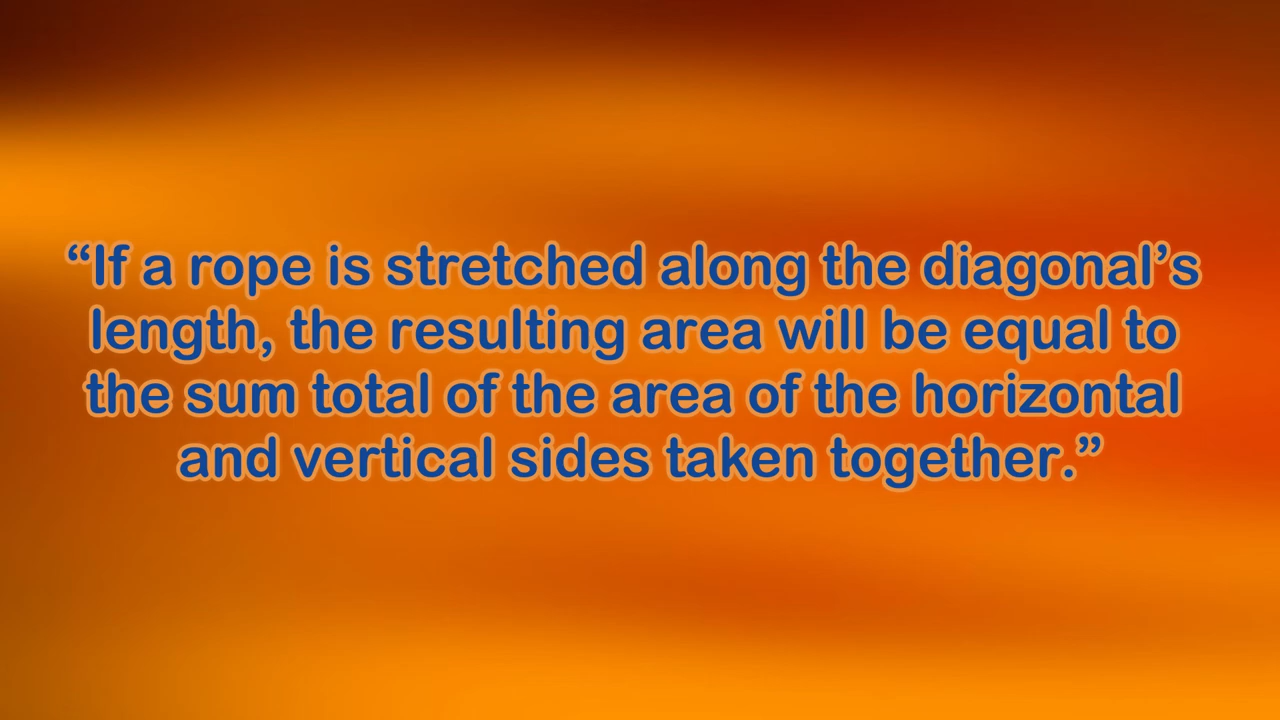 “If a rope is stretched along the diagonal’s
length, the resulting area will be equal to
the sum total of the area of the horizontal
and vertical sides taken together.”